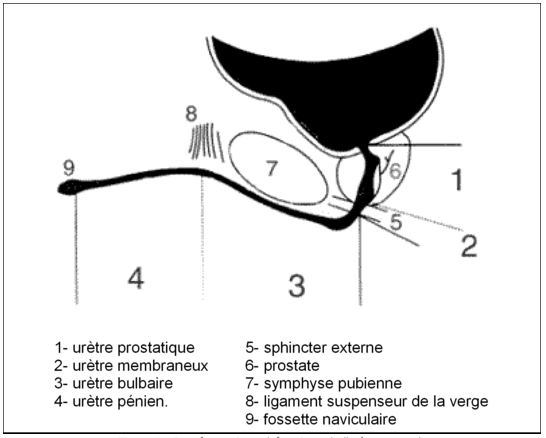 8
9
7
6
1
5
2
4
3
1- urètre prostatique
2- urètre membraneux
3- urètre bulbaire
4- urètre pénien.
5- sphincter externe
6- prostate
7- symphyse pubienne
8- ligament suspenseur de la verge
9- fossette naviculaire